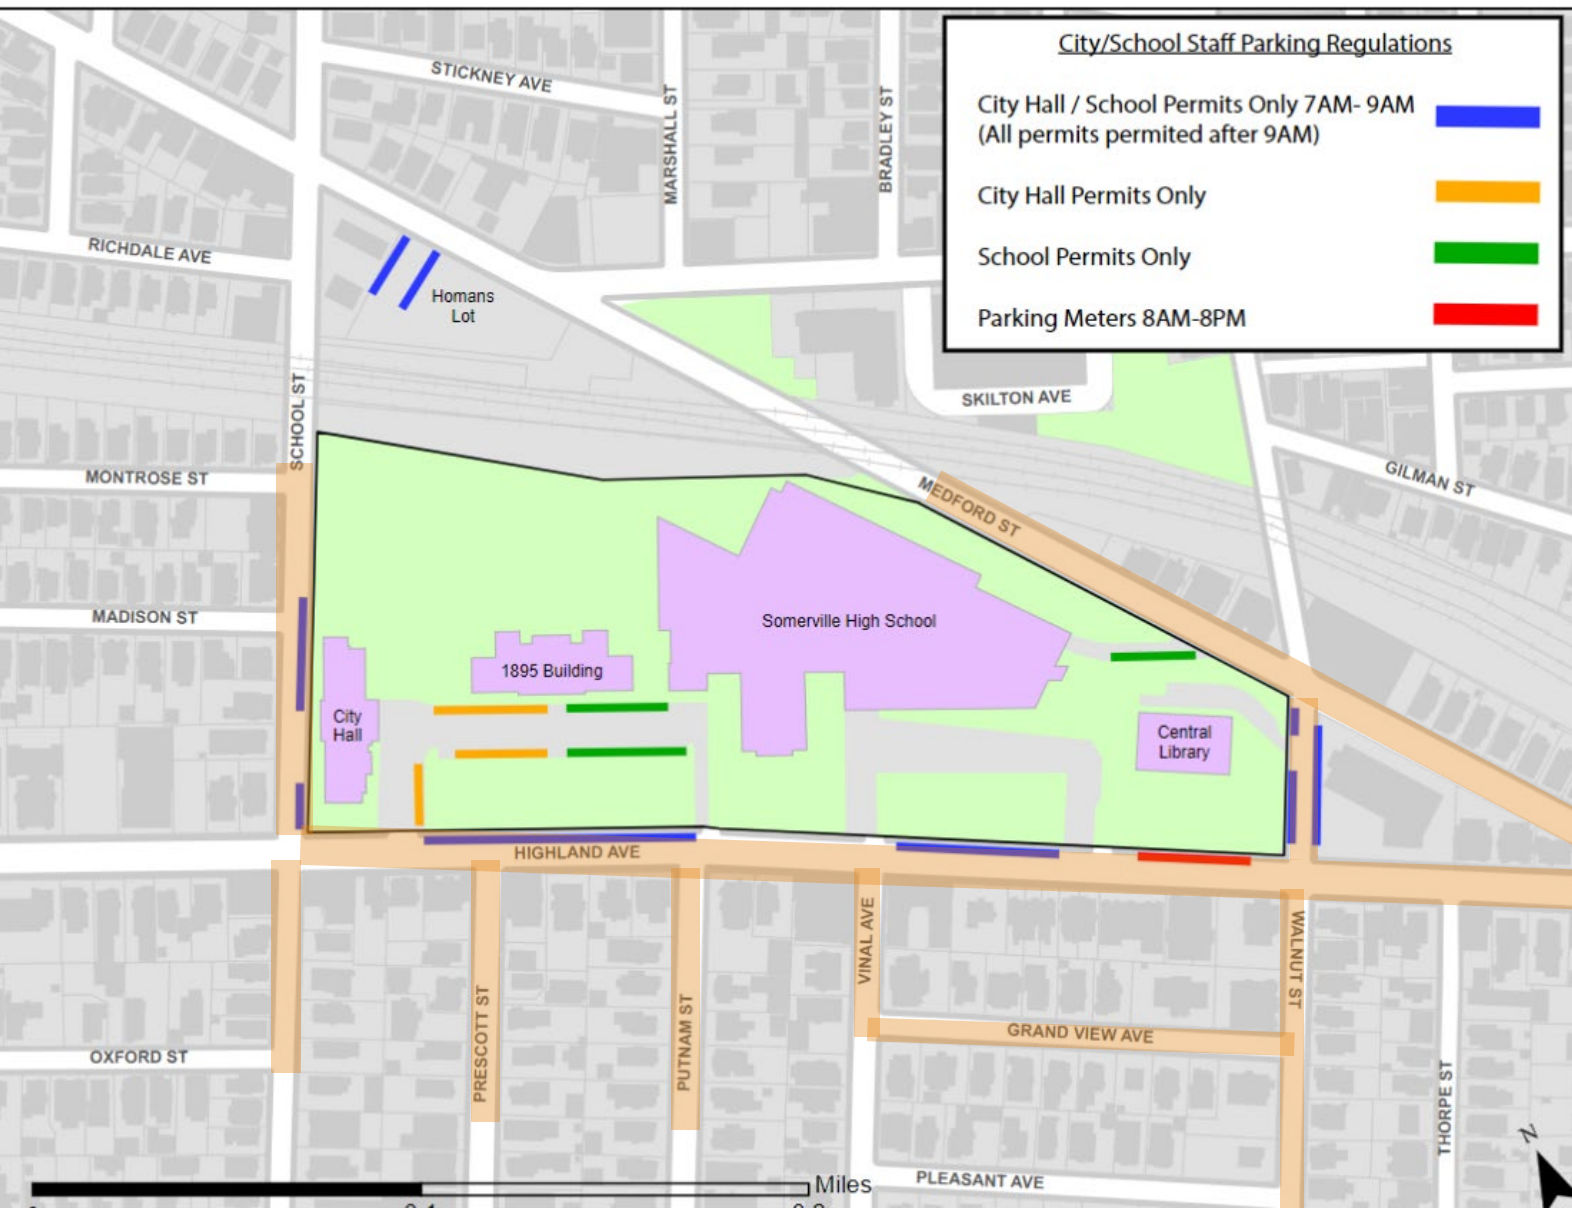 City/School Staff Parking Regulations
City Hall / School Permits Only 7AM- 9AM
(All permits permited after 9AM)
City Hall Permits Only
School Permits Only
Parking Meters 8AM-8PM
STICKNEY AVE
MARSHALL ST
BRADLEY ST
RICHDALE AVE
Homans
Lot
SKILTON AVE
SCHOOL ST
MONTROSE ST
MEDFORD ST
GILMAN ST
MADISON ST
Somerville High School
1895 Building
City
Hall
Central
Library
HIGHLAND AVE
VINAL AVE
WALNUT ST
PRESCOTT ST
PUTNAM ST
GRAND VIEW AVE
OXFORD ST
THORPE ST
N
PLEASANT AVE
Miles